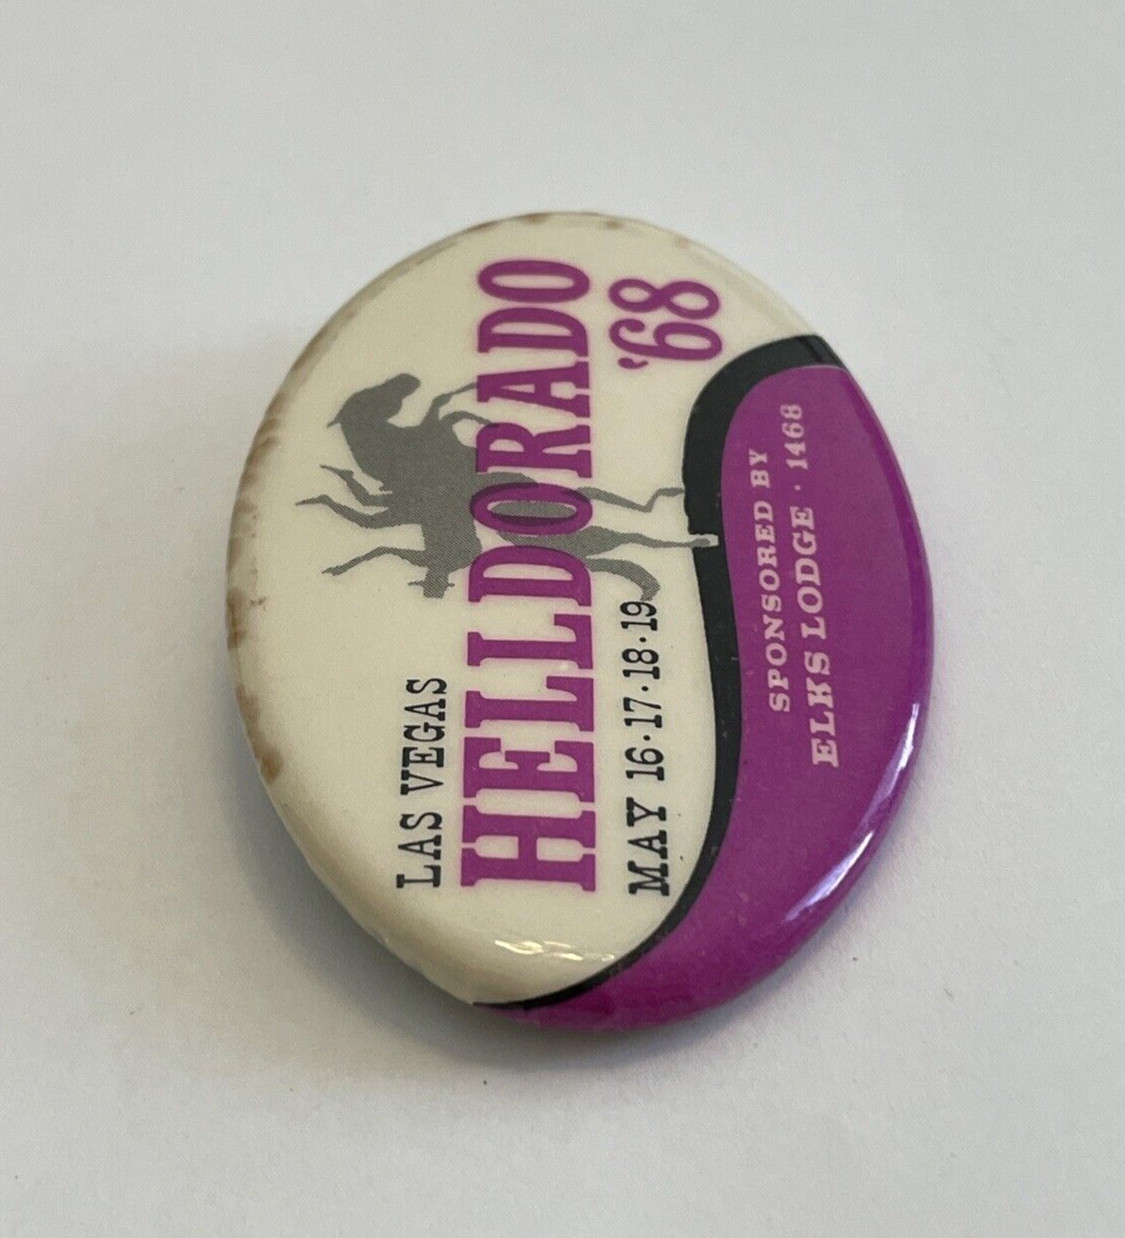 LAS VEGAS
HELLDORADO
'68
MAY 16·17·18·19
SPONSORED BY
ELKS LODGE · 1468